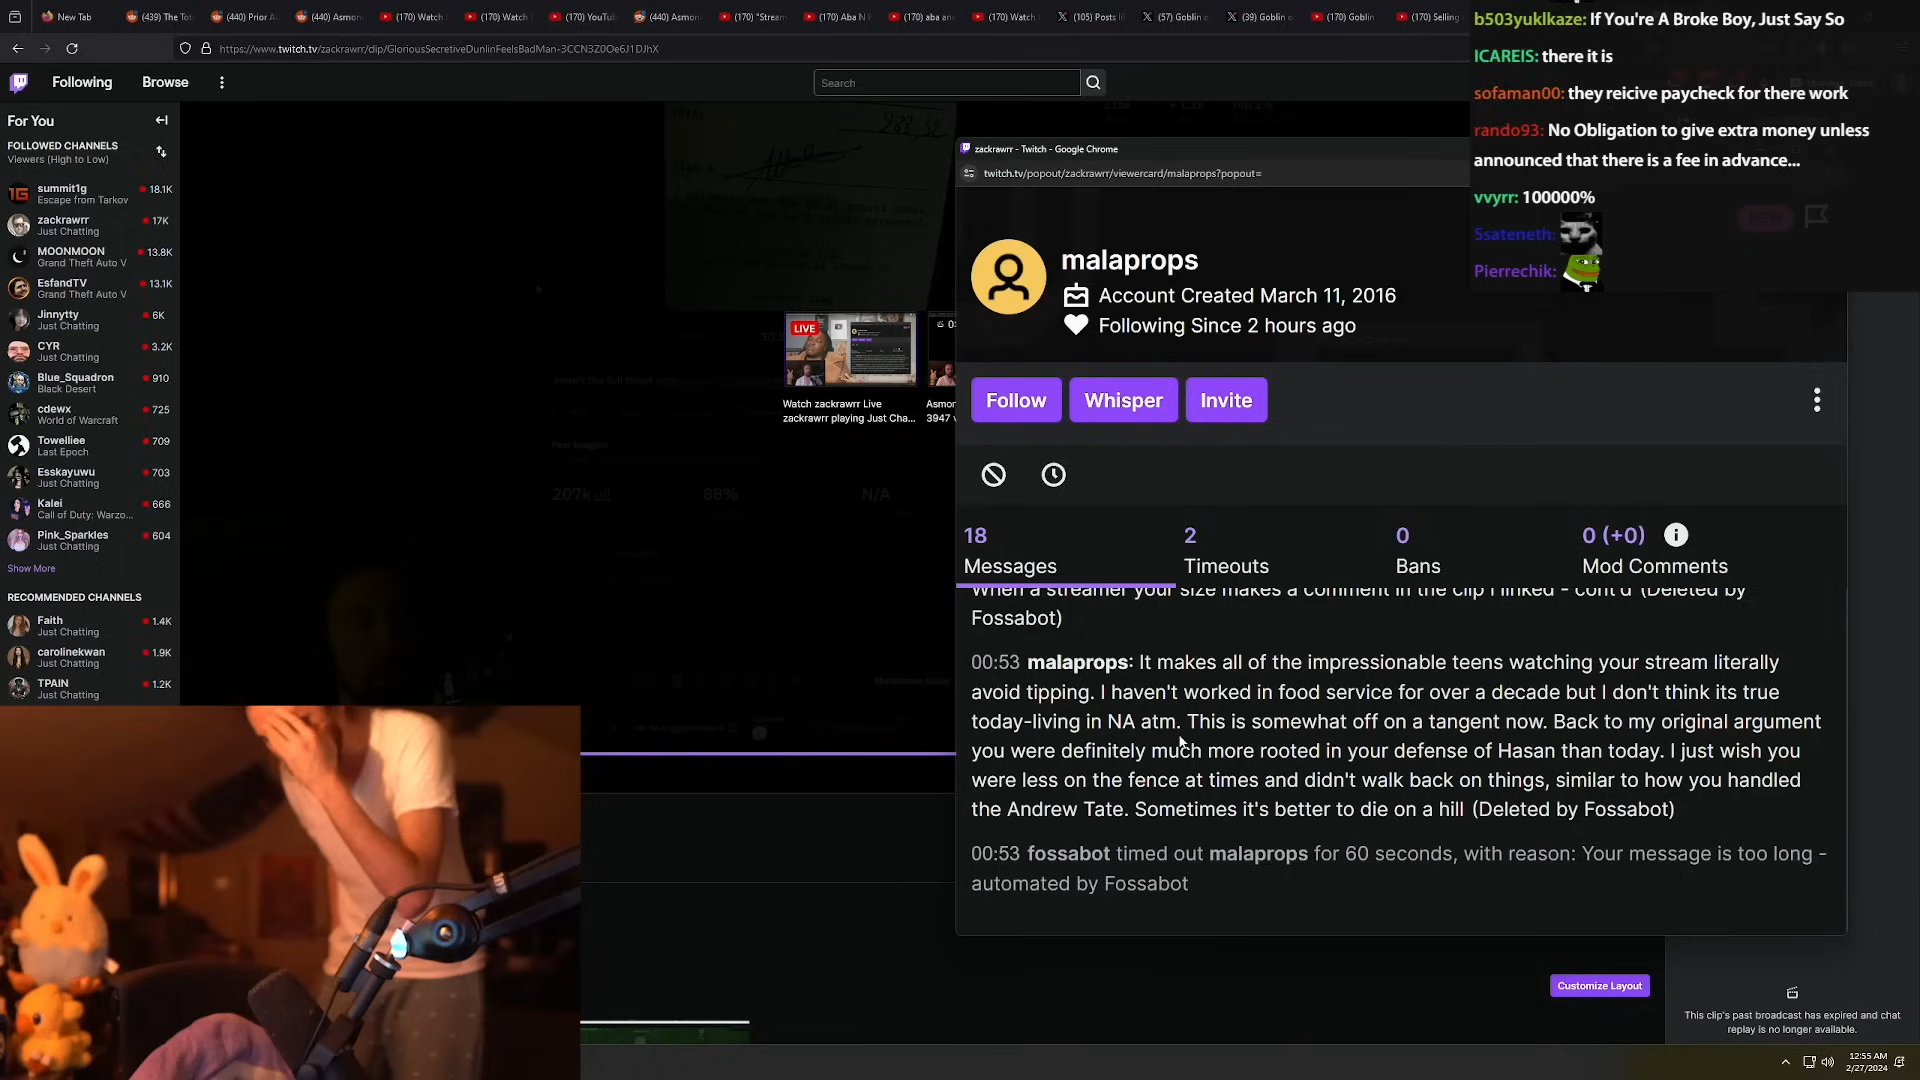 New Tab
(439) The Tot
(440) Prior A
(440) Asmon
(170) Watch
(170) Watch
(170) YouTu
(440) Asmon
(170) "Stream
(170) Aba N
(170) aba an
(170) Watch
(105) Posts
(57) Goblin
(39) Goblin
(170) Goblin
(170) Selling
https://www.twitch.tv/zackrawrr/clip/GloriousSecretiveDunlinFeelsBadMan-3CCN3Z0Oe6J1DJhX
Following
Browse
Search
b503yuklkaze: If You're A Broke Boy, Just Say So
ICAREIS: there it is
sofaman00: they reicive paycheck for there work
rando93: No Obligation to give extra money unless
announced that there is a fee in advance...
vvyrr: 100000%
Ssateneth:
Pierrechik:
NEW
For You
FOLLOWED CHANNELS
Viewers (High to Low)
summit1g
18.1K
Escape from Tarkov
zackrawrr
17K
Just Chatting
MOONMOON
13.8K
Grand Theft Auto V
EsfandTV
13.1K
Grand Theft Auto V
Jinnytty
6K
Just Chatting
CYR
3.2K
Just Chatting
Blue_Squadron
910
Black Desert
cdewx
725
World of Warcraft
Towelliee
709
Last Epoch
Esskayuwu
703
Just Chatting
Kalei
666
Call of Duty: Warzo...
Pink_Sparkles
604
Just Chatting
Show More
RECOMMENDED CHANNELS
Faith
1.4K
Just Chatting
carolinekwan
1.9K
Just Chatting
TPAIN
1.2K
Just Chatting
288.52
LIVE
Watch zackrawrr Live
zackrawrr playing Just Cha...
Asmon
3947
207k
88%
N/A
zackrawrr - Twitch - Google Chrome
twitch.tv/popout/zackrawrr/viewercard/malaprops?popout=
malaprops
Account Created March 11, 2016
Following Since 2 hours ago
Follow
Whisper
Invite
18
2
0
0 (+0)
Messages
Timeouts
Bans
Mod Comments
When a streamer your size makes a comment in the clip I linked - cont'd (Deleted by
Fossabot)
00:53 malaprops: It makes all of the impressionable teens watching your stream literally
avoid tipping. I haven't worked in food service for over a decade but I don't think its true
today-living in NA atm. This is somewhat off on a tangent now. Back to my original argument
you were definitely much more rooted in your defense of Hasan than today. I just wish you
were less on the fence at times and didn't walk back on things, similar to how you handled
the Andrew Tate. Sometimes it's better to die on a hill (Deleted by Fossabot)
00:53 fossabot timed out malaprops for 60 seconds, with reason: Your message is too long -
automated by Fossabot
Customize Layout
This clip's past broadcast has expired and chat
replay is no longer available.
12:55 AM
2/27/2024